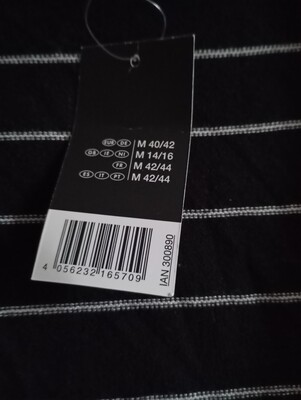 EUR DE M 40/42
GB IE NI M 14/16
FR M 42/44
ES IT PT M 42/44
4 056232 165709
IAN 300890